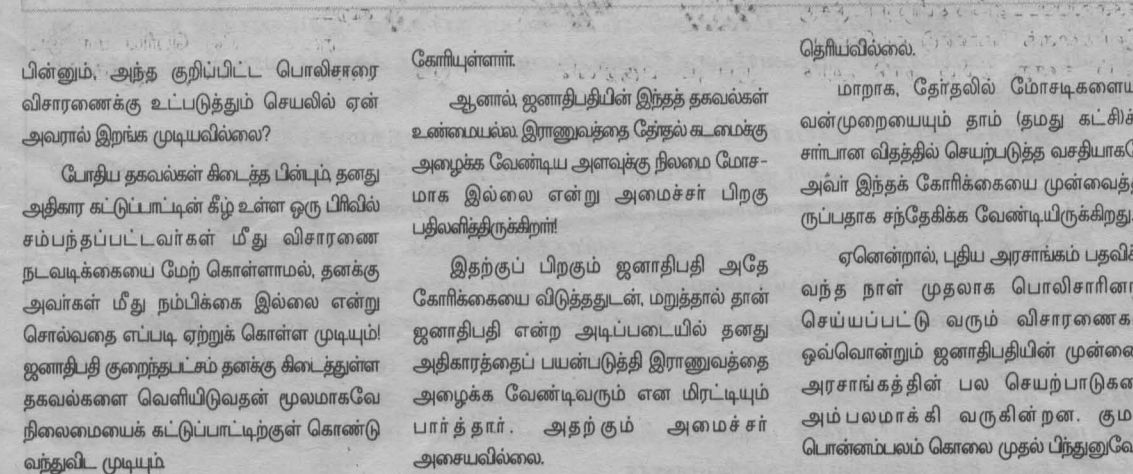 பின்னும், அந்த குறிப்பிட்ட பொலிசாரை
விசாரணைக்கு உட்படுத்தும் செயலில் ஏன்
அவரால் இறங்க முடியவில்லை?
போதிய தகவல்கள் கிடைத்த பின்பும், தனது
அதிகார கட்டுப்பாட்டின் கீழ் உள்ள ஒரு பிரிவில்
சம்பந்தப்பட்டவர்கள் மீது விசாரணை
நடவடிக்கையை மேற் கொள்ளாமல், தனக்கு
அவர்கள் மீது நம்பிக்கை இல்லை என்று
சொல்வதை எப்படி ஏற்றுக் கொள்ள முடியும்!
ஜனாதிபதி குறைந்தபட்சம் தனக்கு கிடைத்துள்ள
தகவல்களை வெளியிடுவதன் மூலமாகவே
நிலைமையைக் கட்டுப்பாட்டிற்குள் கொண்டு
வந்துவிட முடியும்.
கோரியுள்ளார்.
ஆனால், ஜனாதிபதியின் இந்தத் தகவல்கள்
உண்மையல்ல. இராணுவத்தை தேர்தல் கடமைக்கு
அழைக்க வேண்டிய அளவுக்கு நிலமை மோச-
மாக இல்லை என்று அமைச்சர் பிறகு
பதிலளித்திருக்கிறார்!
இதற்குப் பிறகும் ஜனாதிபதி அதே
கோரிக்கையை விடுத்ததுடன், மறுத்தால் தான்
ஜனாதிபதி என்ற அடிப்படையில் தனது
அதிகாரத்தைப் பயன்படுத்தி இராணுவத்தை
அழைக்க வேண்டிவரும் என மிரட்டியும்
பார்த்தார். அதற்கும் அமைச்சர்
அசையவில்லை.
தெரியவில்லை.
மாறாக, தேர்தலில் மோசடிகளைய
வன்முறையையும் தாம் (தமது கட்சி)க்
சார்பான விதத்தில் செயற்படுத்த வசதியாகவே
அவர் இந்தக் கோரிக்கையை முன்வைத்தி
ருப்பதாக சந்தேகிக்க வேண்டியிருக்கிறது.
ஏனென்றால், புதிய அரசாங்கம் பதவிக்
வந்த நாள் முதலாக பொலிசாரினா
செய்யப்பட்டு வரும் விசாரணைக
ஒவ்வொன்றும் ஜனாதிபதியின் முன்னை
அரசாங்கத்தின் பல செயற்பாடுகளை
அம்பலமாக்கி வருகின்றன. குமா
பொன்னம்பலம் கொலை முதல் பிந்துனுவே